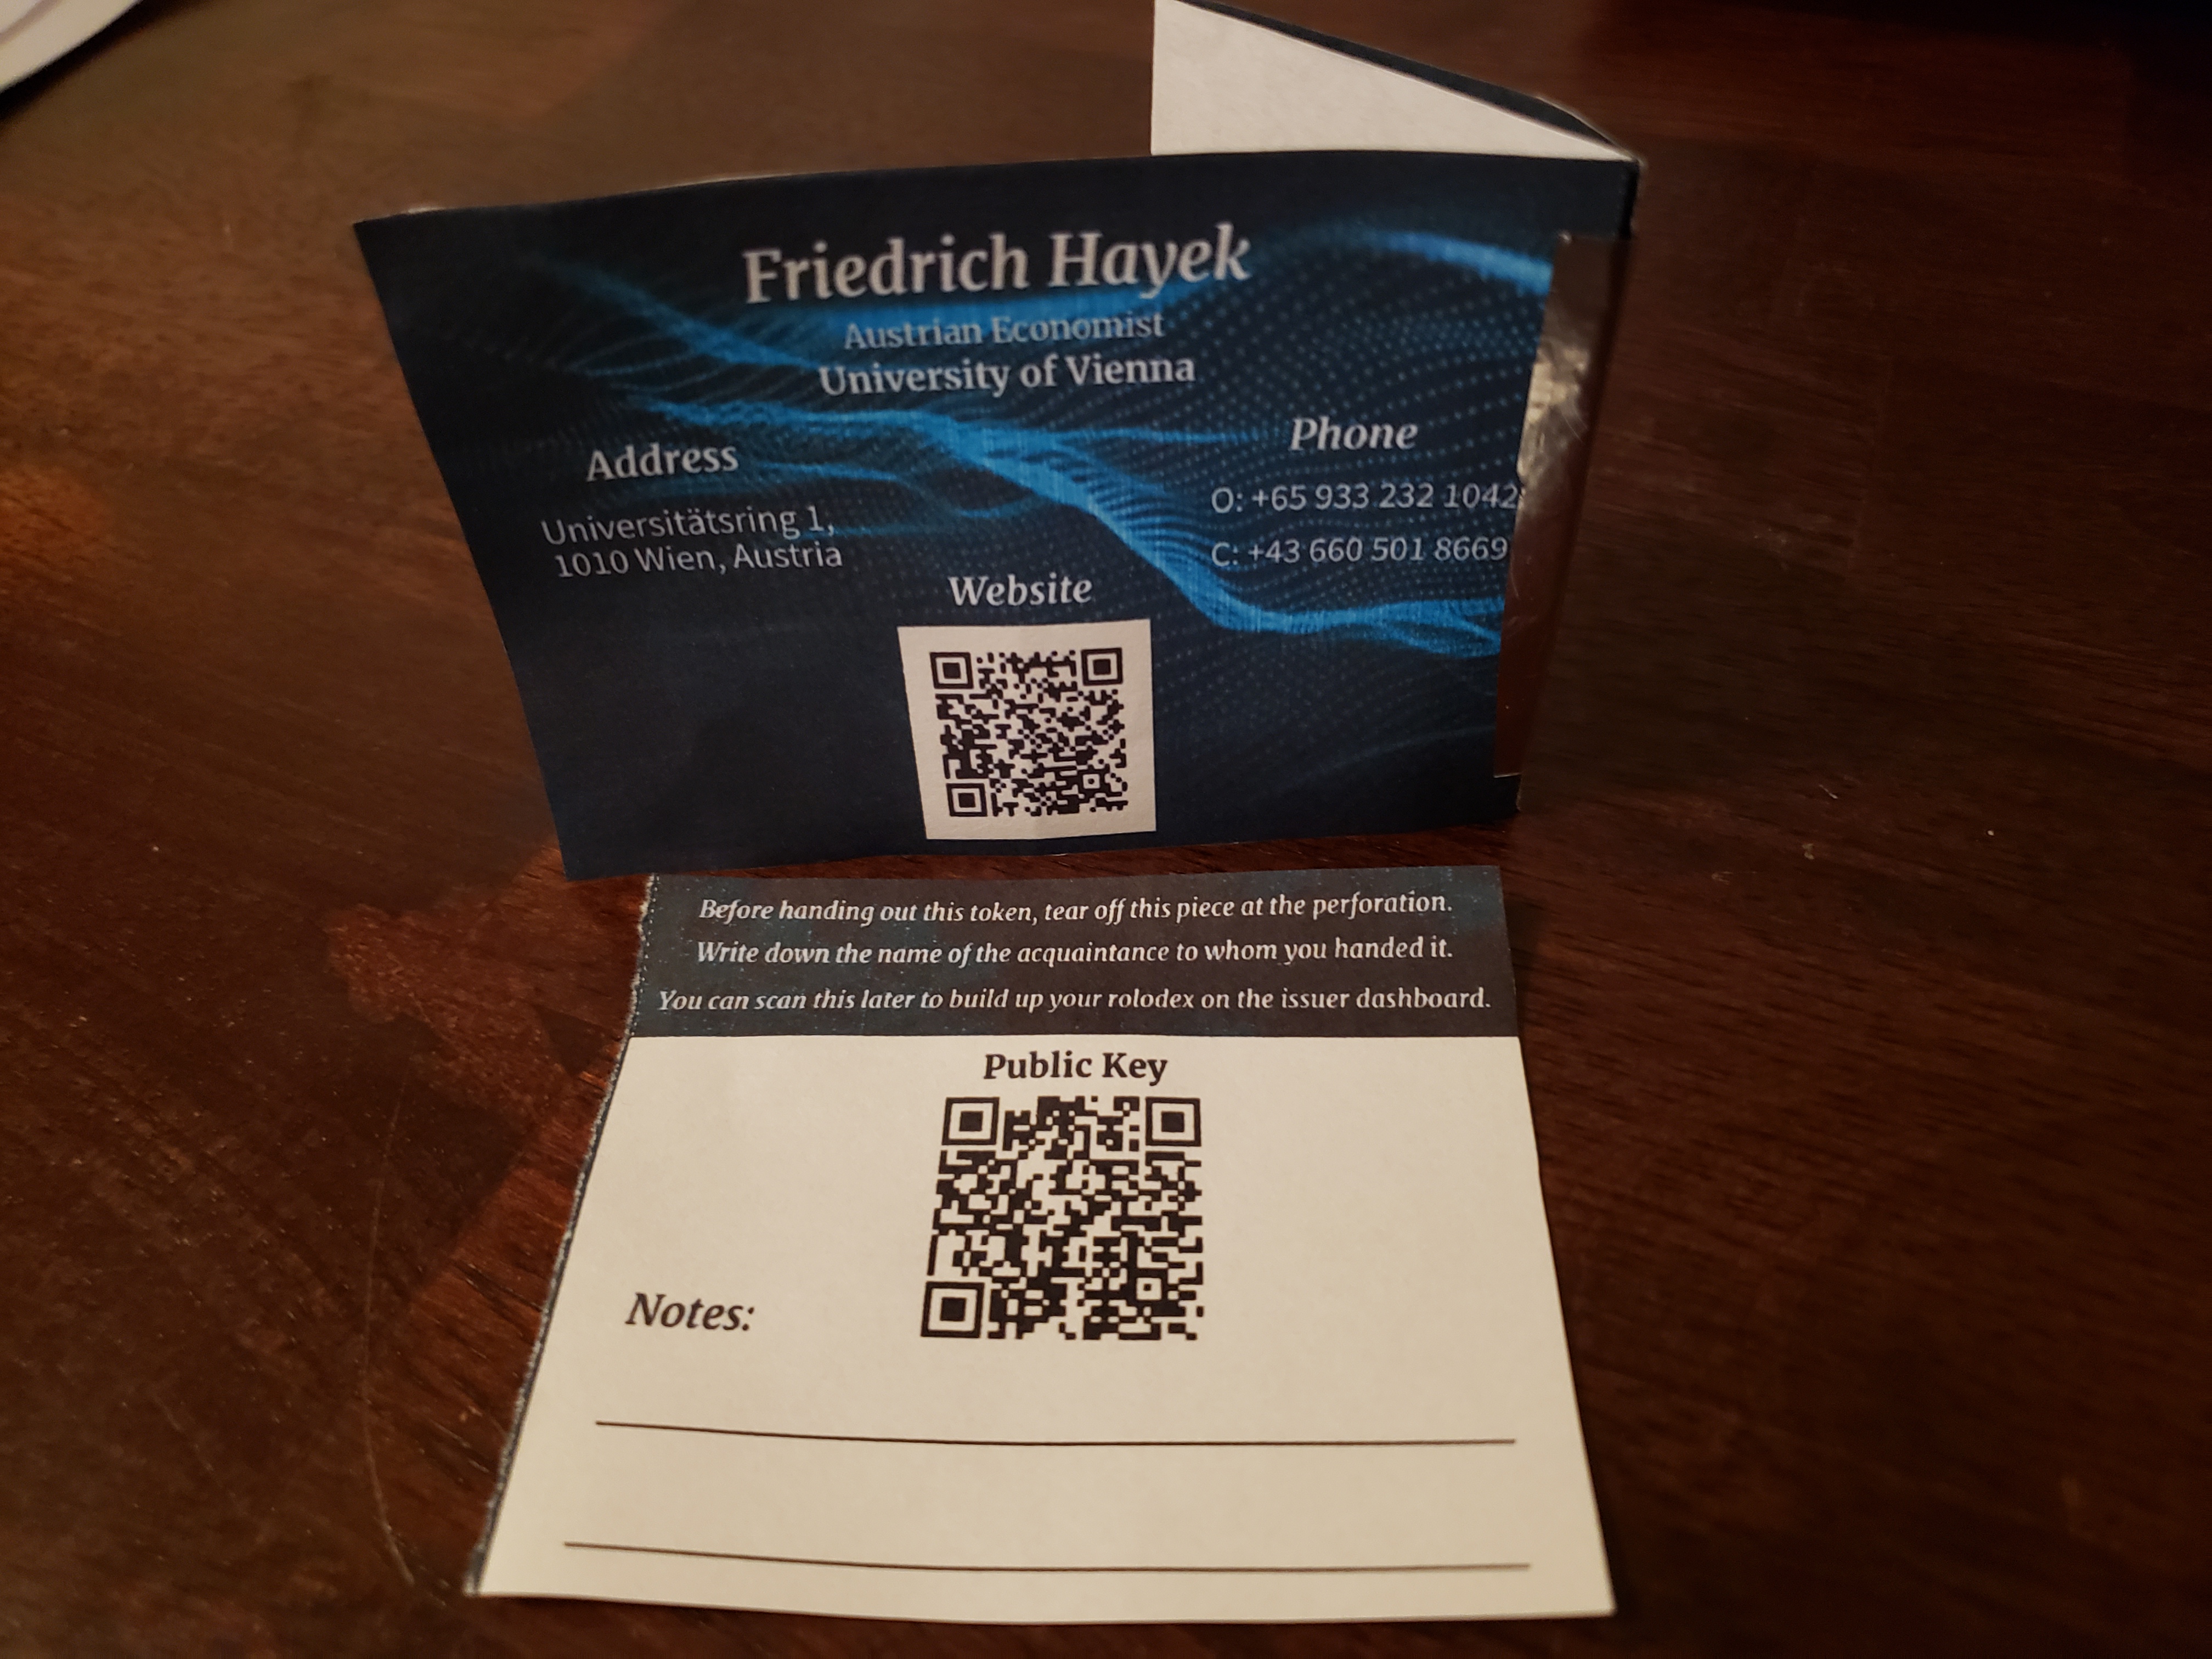 Friedrich Hayek
Austrian Economist
University of Vienna
Address
Universitätsring 1,
1010 Wien, Austria
Phone
O: +65 933 232 1042
C: +43 660 501 8669
Website
Before handing out this token, tear off this piece at the perforation.
Write down the name of the acquaintance to whom you handed it.
You can scan this later to build up your rolodex on the issuer dashboard.
Public Key
Notes: